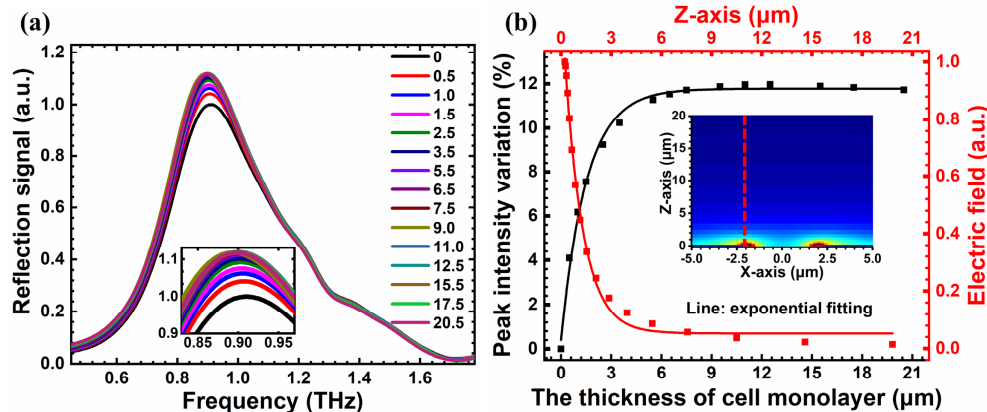 (a)
Reflection signal (a.u.)
1.2
1.0
0.8
0.6
0.4
0.2
0.0
0.6 0.8 1.0 1.2 1.4 1.6
Frequency (THz)
0
0.5
1.0
1.5
2.5
3.5
5.5
6.5
7.5
9.0
11.0
12.5
15.5
17.5
20.5
1.1
1.0
0.9
0.85 0.90 0.95
(b)
Z-axis (μm)
0 3 6 9 12 15 18 21
Peak intensity variation (%)
12
10
8
6
4
2
0
Z-axis (μm)
20
15
10
5
0
-5.0 -2.5 0.0 2.5 5.0
X-axis (μm)
Line: exponential fitting
1.0
0.8
0.6
0.4
0.2
0.0
Electric field (a.u.)
0 3 6 9 12 15 18 21
The thickness of cell monolayer (μm)